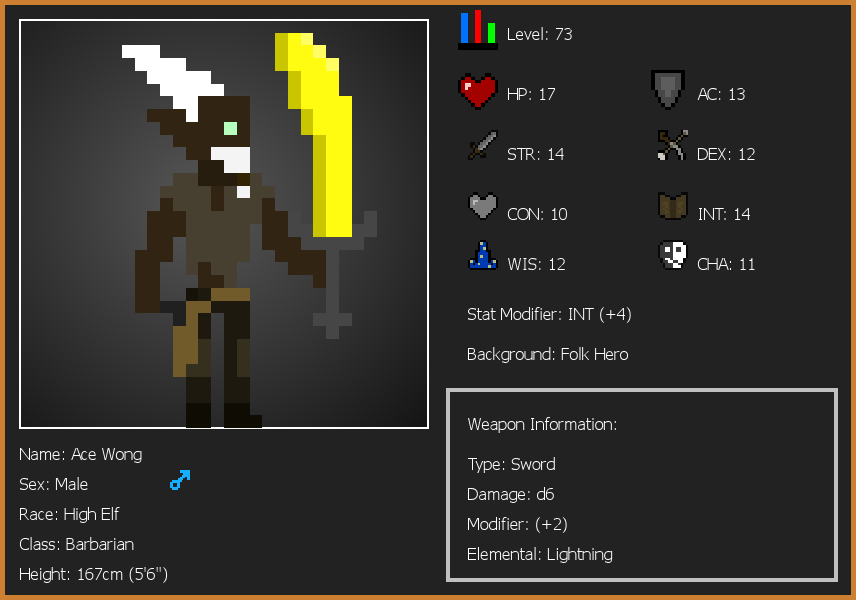 Level: 73
HP: 17
AC: 13
STR: 14
DEX: 12
CON: 10
INT: 14
WIS: 12
CHA: 11
Stat Modifier: INT (+4)
Background: Folk Hero
Weapon Information:
Type: Sword
Damage: d6
Modifier: (+2)
Elemental: Lightning
Name: Ace Wong
Sex: Male
Race: High Elf
Class: Barbarian
Height: 167cm (5'6")